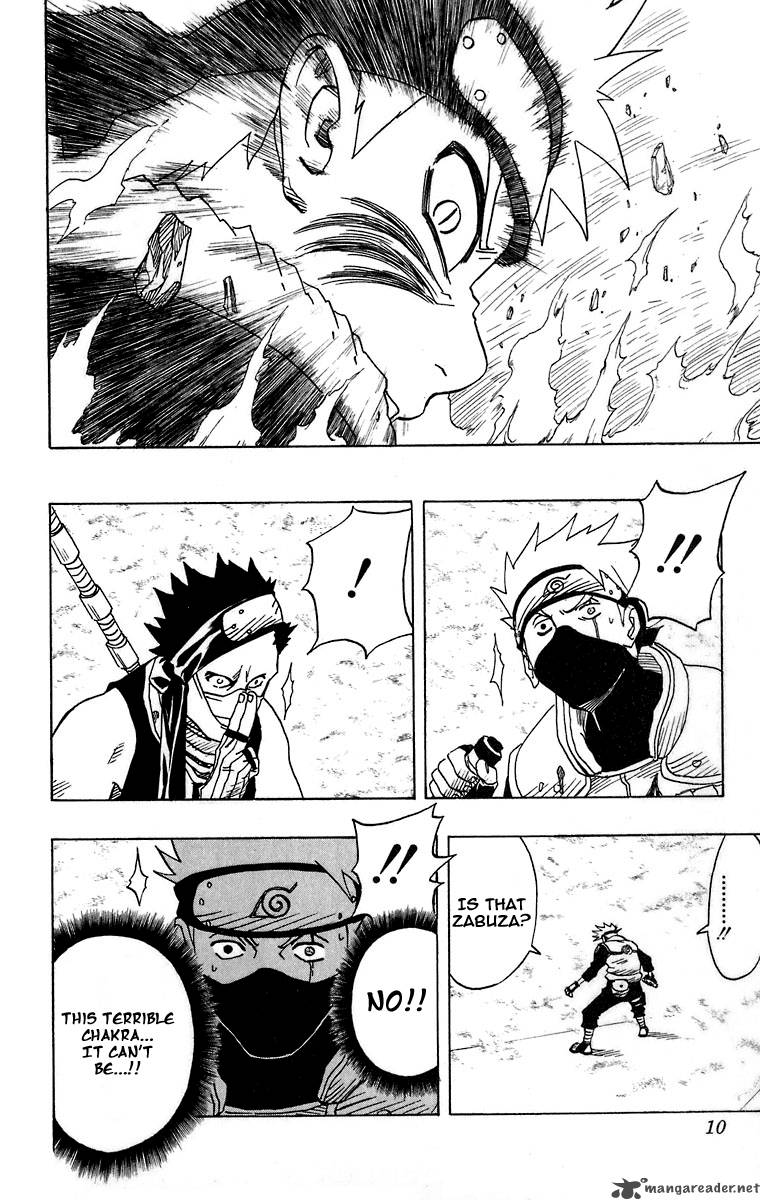 !!
!
.........!!
IS THAT
ZABUZA?
!!
NO!!
THIS TERRIBLE
CHAKRA...
...IT CAN'T
BE...!!
10
mangareader.net